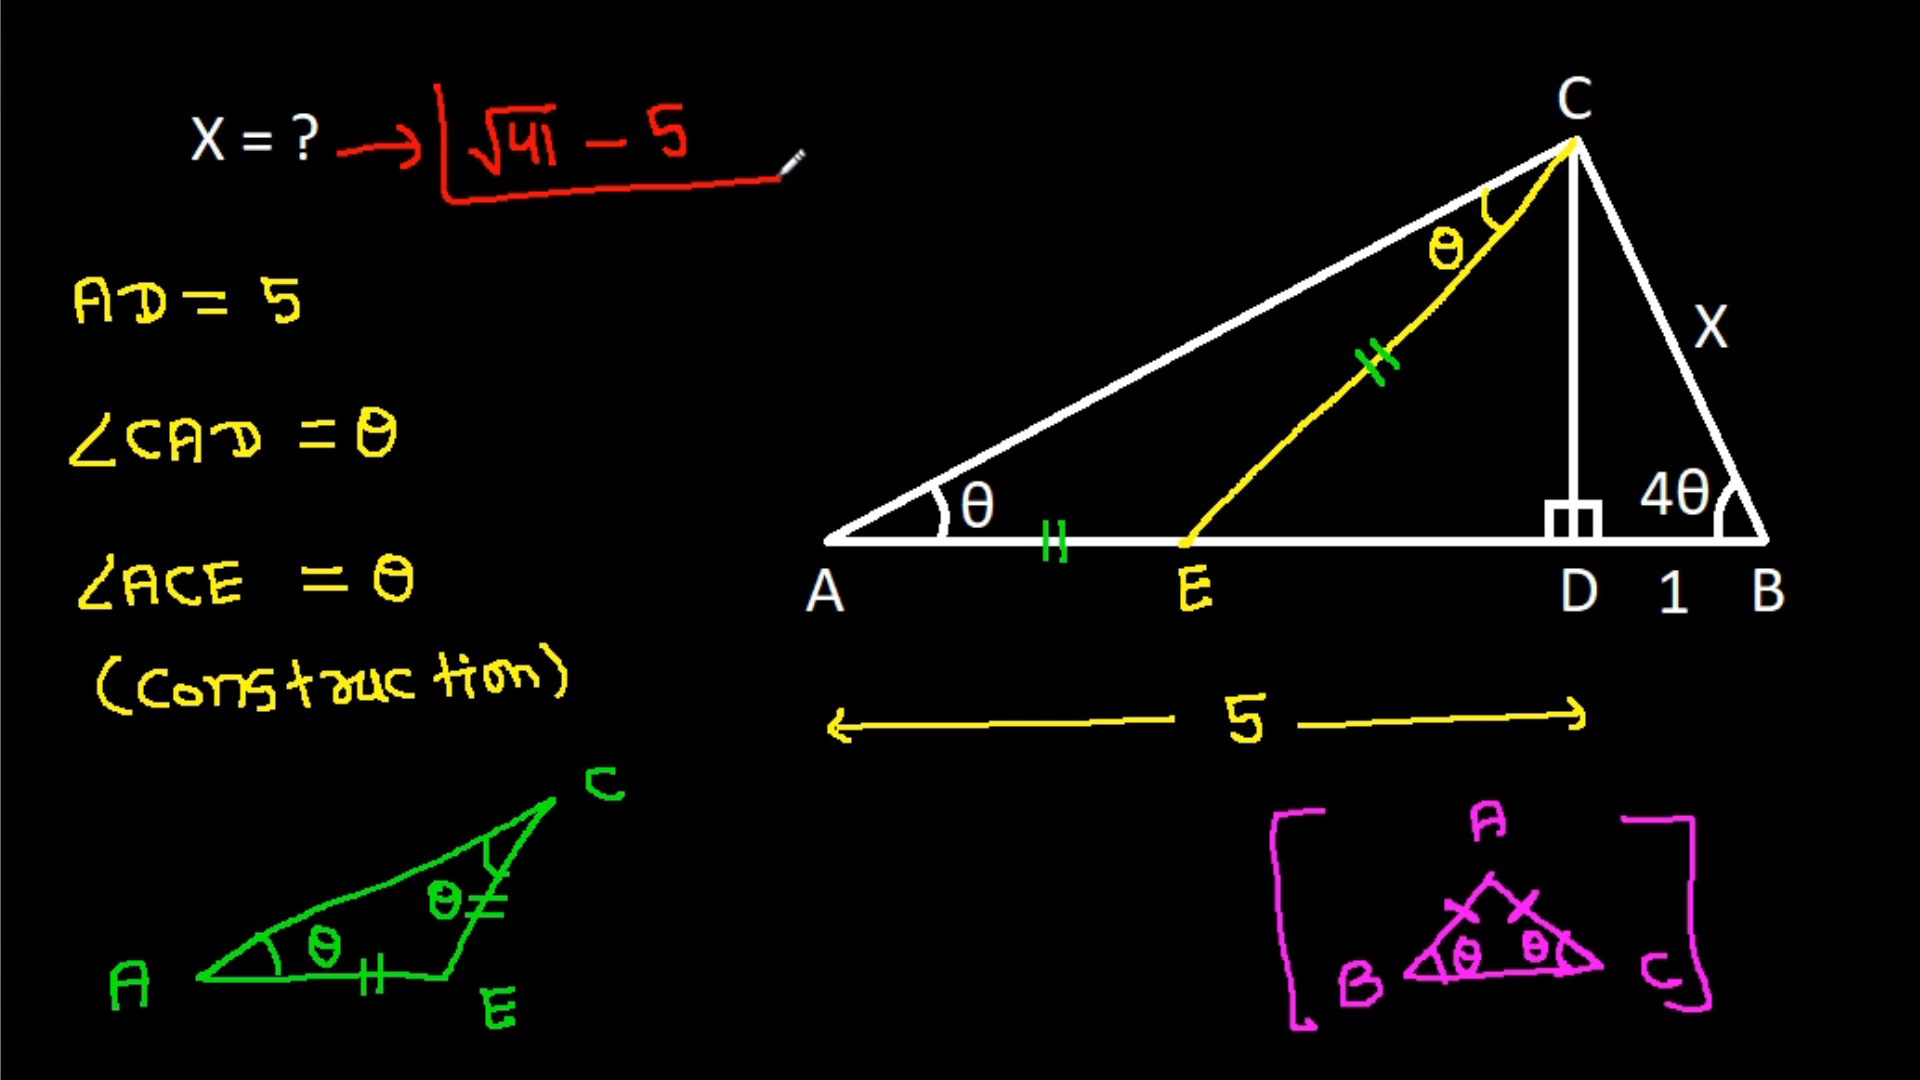 X = ? → √41 - 5
AD = 5
∠CAD = θ
∠ACE = θ
(Construction)
C
θ
X
θ
4θ
A
E
D
1
B
5
C
θ
θ
A
E
A
θ
θ
B
C